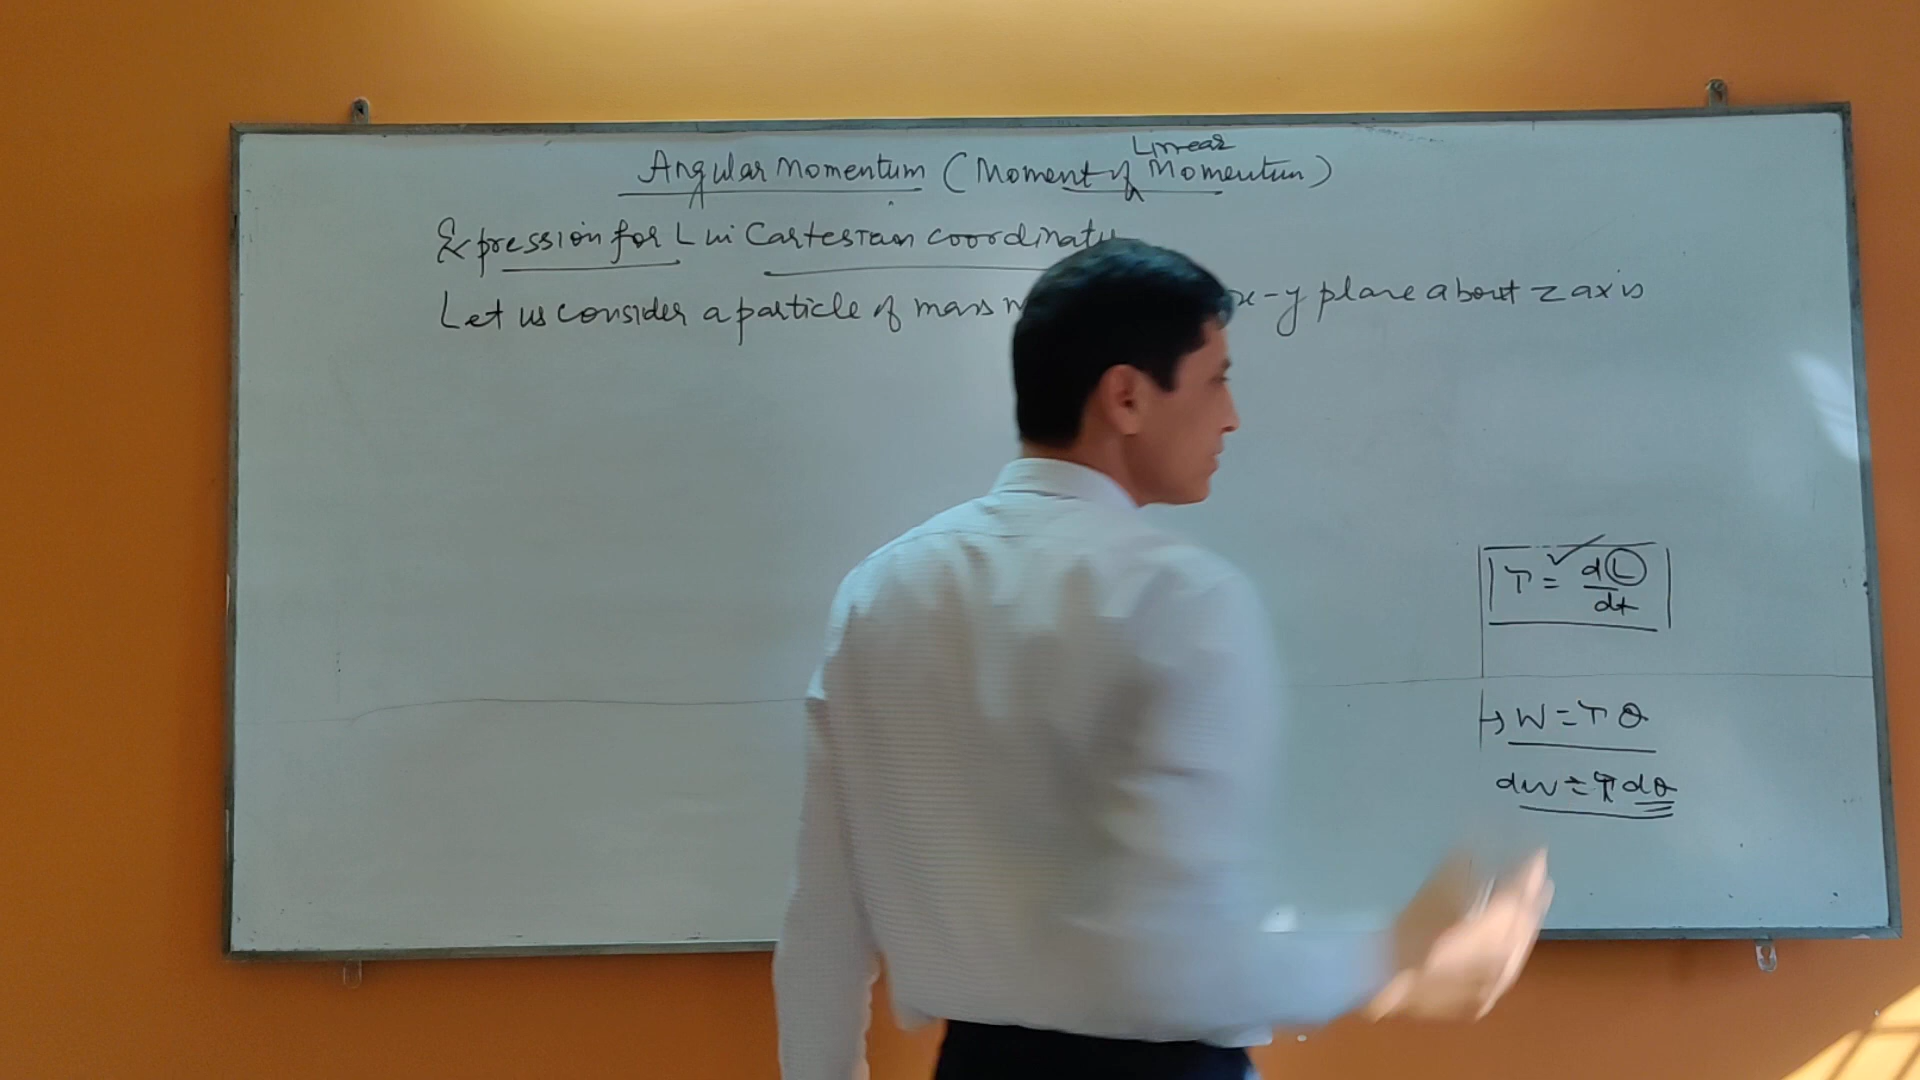 Angular Momentum (Moment of Linear Momentum)
Expression for L in Cartesian
Let us consider a particle of mass x-y plane about z axis
τ = dL/dt
↳ W = τ θ
dw = τ dθ